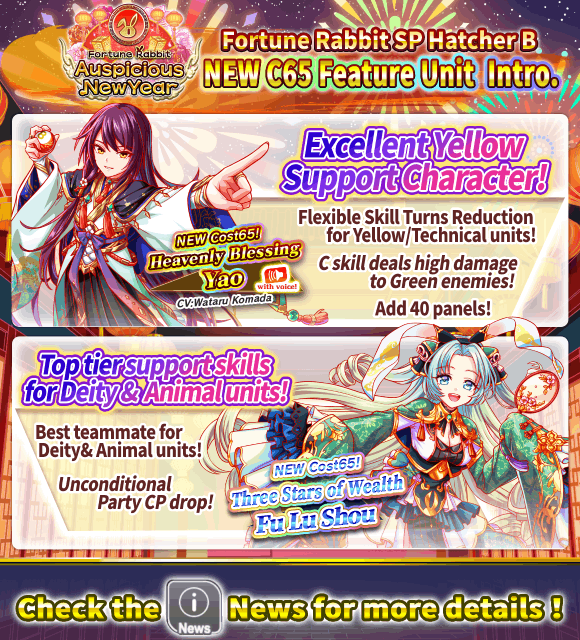 Fortune Rabbit
Auspicious
NewYear
Fortune Rabbit SP Hatcher B
NEW C65 Feature Unit Intro.
Excellent Yellow
Support Character!
Flexible Skill Turns Reduction
for Yellow/Technical units!
C skill deals high damage
to Green enemies!
Add 40 panels!
NEW Cost65!
Heavenly Blessing
Yao
with voice!
CV:Wataru Komada
Top tier support skills
for Deity & Animal units!
Best teammate for
Deity& Animal units!
Unconditional
Party CP drop!
NEW Cost65!
Three Stars of Wealth
Fu Lu Shou
Check the i News News for more details !